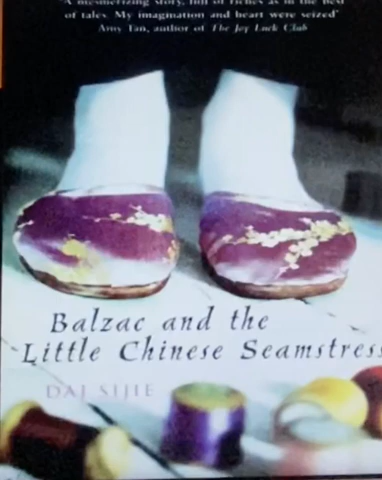 'A mesmerizing story, full of riches as in the best
of tales. My imagination and heart were seized'
Amy Tan, author of The Joy Luck Club
Balzac and the
Little Chinese Seamstress
DAI SIJIE